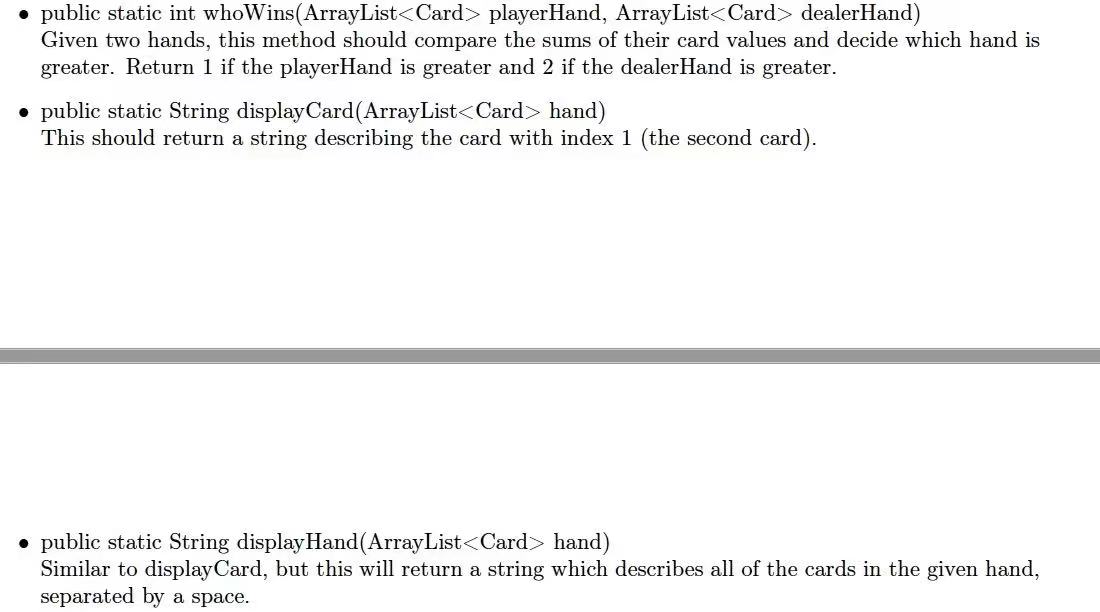 • public static int whoWins(ArrayList<Card> playerHand, ArrayList<Card> dealerHand)
Given two hands, this method should compare the sums of their card values and decide which hand is
greater. Return 1 if the playerHand is greater and 2 if the dealerHand is greater.
• public static String displayCard(ArrayList<Card> hand)
This should return a string describing the card with index 1 (the second card).
• public static String displayHand(ArrayList<Card> hand)
Similar to displayCard, but this will return a string which describes all of the cards in the given hand,
separated by a space.